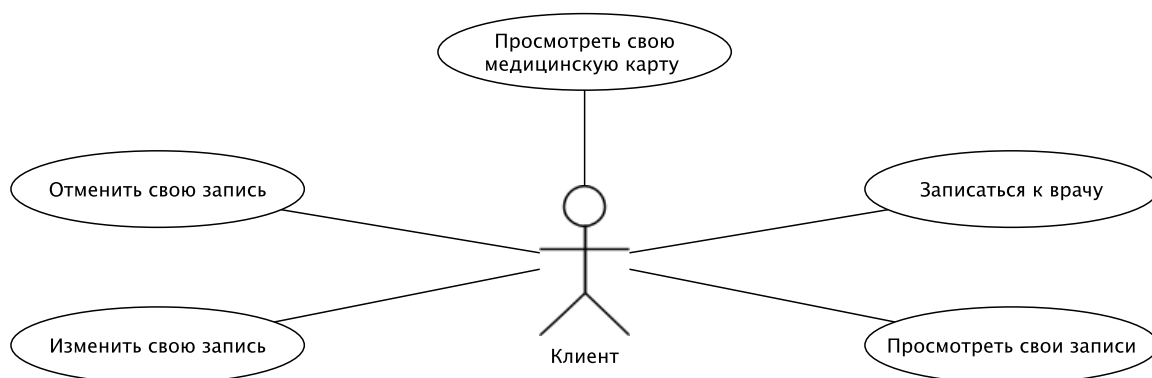 Просмотреть свою
медицинскую карту
Отменить свою запись
Записаться к врачу
Изменить свою запись
Просмотреть свои записи
Клиент